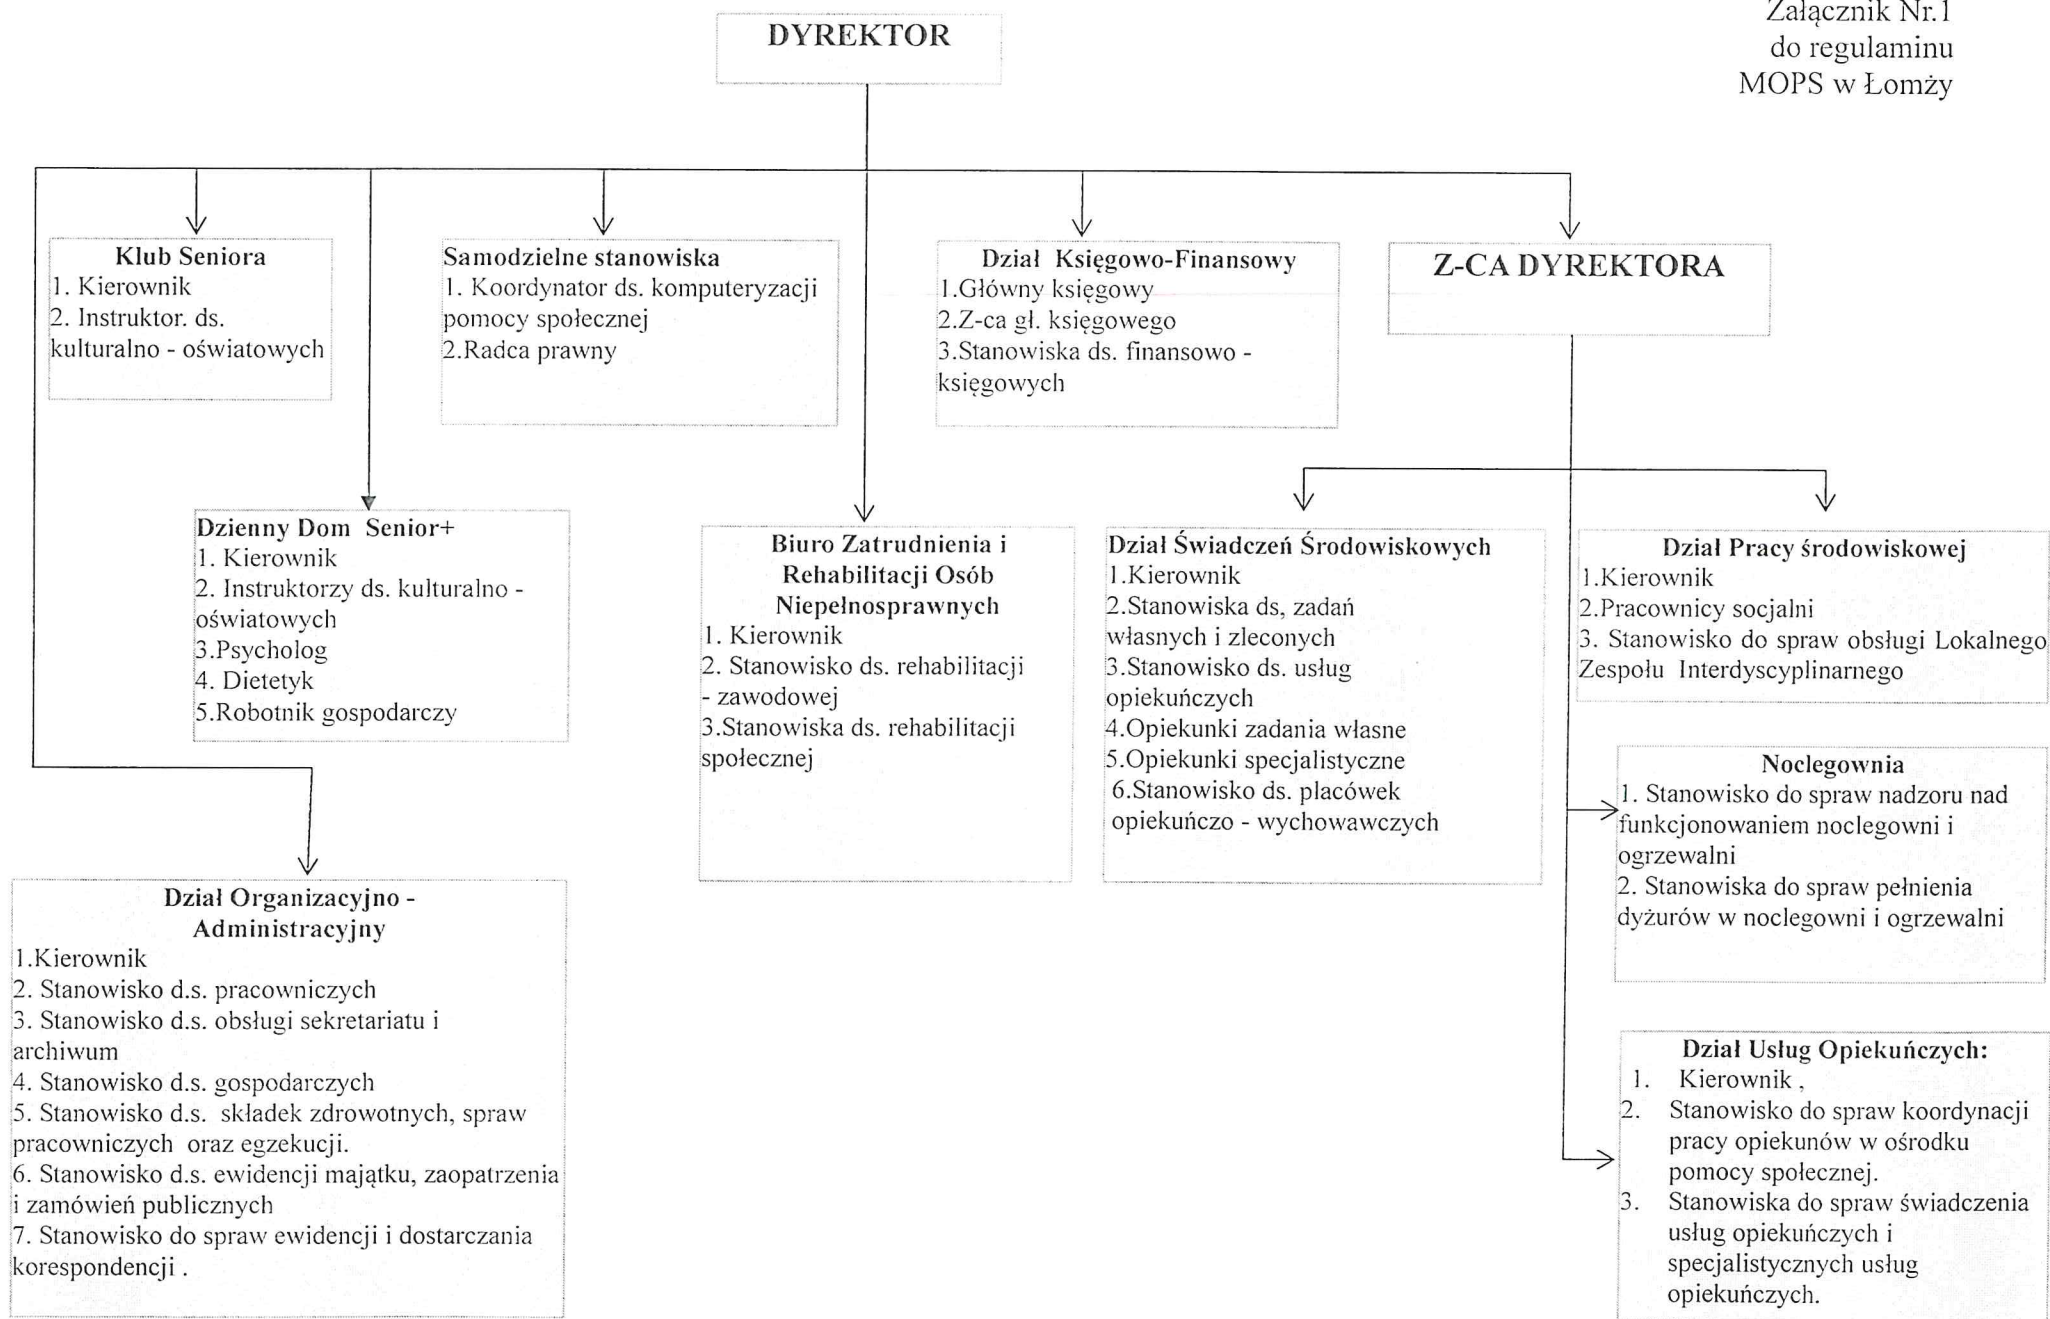 Załącznik Nr.1
do regulaminu
MOPS w Łomży
DYREKTOR
Klub Seniora
1. Kierownik
2. Instruktor. ds.
kulturalno - oświatowych
Samodzielne stanowiska
1. Koordynator ds. komputeryzacji
pomocy społecznej
2.Radca prawny
Dział Księgowo-Finansowy
1.Główny księgowy
2.Z-ca gł. księgowego
3.Stanowiska ds. finansowo -
księgowych
Z-CA DYREKTORA
Dzienny Dom Senior+
1. Kierownik
2. Instruktorzy ds. kulturalno -
oświatowych
3.Psycholog
4. Dietetyk
5.Robotnik gospodarczy
Biuro Zatrudnienia i
Rehabilitacji Osób
Niepełnosprawnych
1. Kierownik
2. Stanowisko ds. rehabilitacji
- zawodowej
3.Stanowiska ds. rehabilitacji
społecznej
Dział Świadczeń Środowiskowych
1.Kierownik
2.Stanowiska ds, zadań
własnych i zleconych
3.Stanowisko ds. usług
opiekuńczych
4.Opiekunki zadania własne
5.Opiekunki specjalistyczne
6.Stanowisko ds. placówek
opiekuńczo - wychowawczych
Dział Pracy środowiskowej
1.Kierownik
2.Pracownicy socjalni
3. Stanowisko do spraw obsługi Lokalnego
Zespołu Interdyscyplinarnego
Noclegownia
1. Stanowisko do spraw nadzoru nad
funkcjonowaniem noclegowni i
ogrzewalni
2. Stanowiska do spraw pełnienia
dyżurów w noclegowni i ogrzewalni
Dział Organizacyjno -
Administracyjny
1.Kierownik
2. Stanowisko d.s. pracowniczych
3. Stanowisko d.s. obsługi sekretariatu i
archiwum
4. Stanowisko d.s. gospodarczych
5. Stanowisko d.s. składek zdrowotnych, spraw
pracowniczych oraz egzekucji.
6. Stanowisko d.s. ewidencji majątku, zaopatrzenia
i zamówień publicznych
7. Stanowisko do spraw ewidencji i dostarczania
korespondencji .
Dział Usług Opiekuńczych:
1. Kierownik ,
2. Stanowisko do spraw koordynacji
pracy opiekunów w ośrodku
pomocy społecznej.
3. Stanowiska do spraw świadczenia
usług opiekuńczych i
specjalistycznych usług
opiekuńczych.